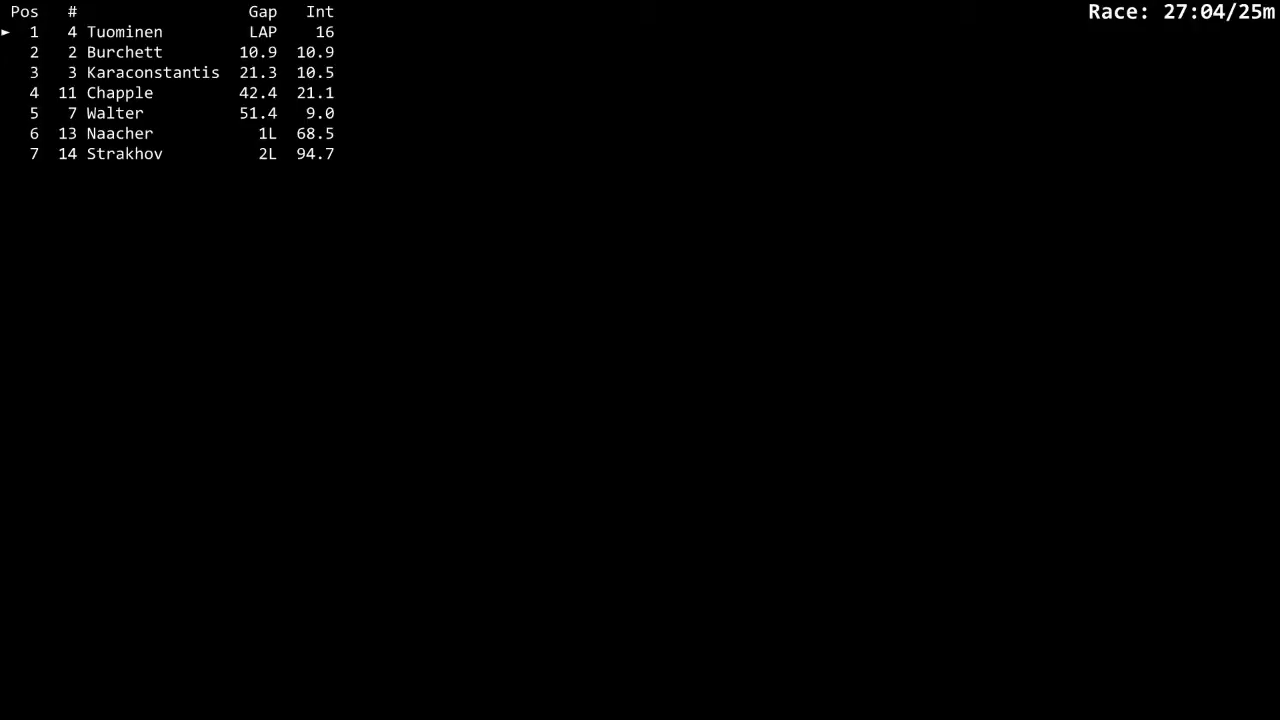 Pos # Gap Int
► 1 4 Tuominen LAP 16
2 2 Burchett 10.9 10.9
3 3 Karaconstantis 21.3 10.5
4 11 Chapple 42.4 21.1
5 7 Walter 51.4 9.0
6 13 Naacher 1L 68.5
7 14 Strakhov 2L 94.7
Race: 27:04/25m